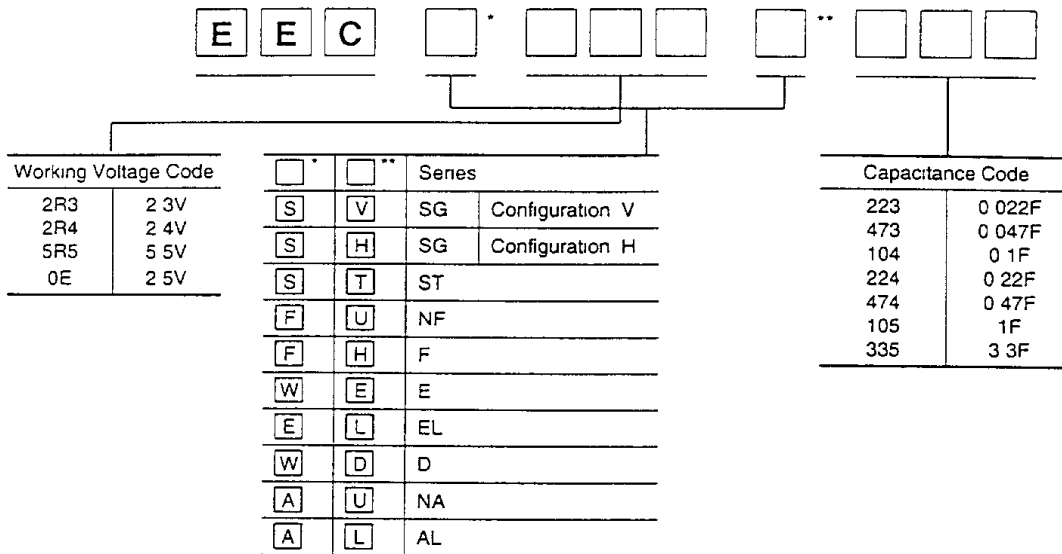 E E C * **
Working Voltage Code
2R3 2 3V
2R4 2 4V
5R5 5 5V
0E 2 5V
* ** Series
S V SG Configuration V
S H SG Configuration H
S T ST
F U NF
F H F
W E E
E L EL
W D D
A U NA
A L AL
Capacitance Code
223 0 022F
473 0 047F
104 0 1F
224 0 22F
474 0 47F
105 1F
335 3 3F